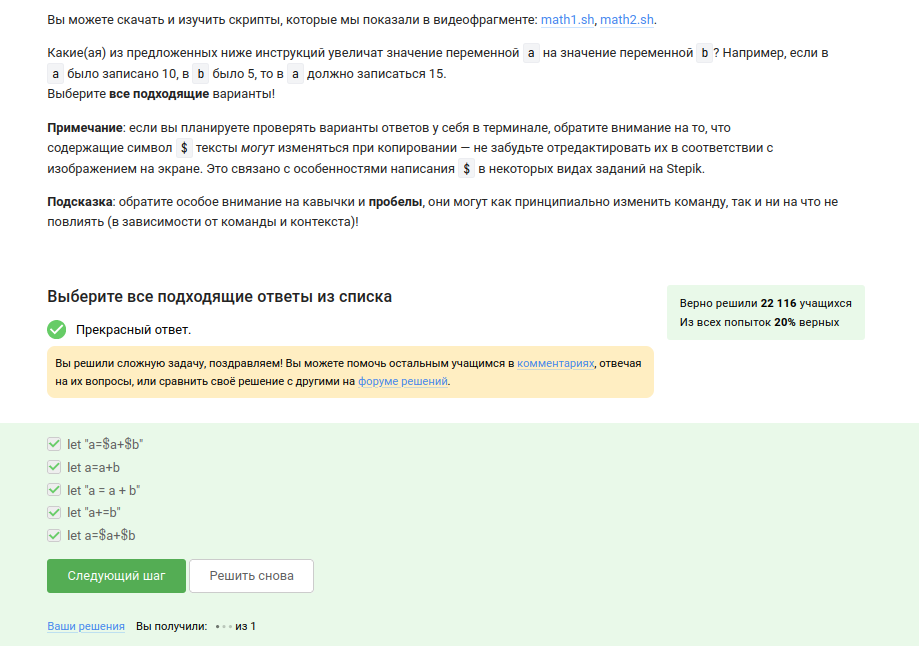 Вы можете скачать и изучить скрипты, которые мы показали в видеофрагменте: math1.sh, math2.sh.
Какие(ая) из предложенных ниже инструкций увеличат значение переменной a на значение переменной b ? Например, если в
a было записано 10, в b было 5, то в a должно записаться 15.
Выберите все подходящие варианты!
Примечание: если вы планируете проверять варианты ответов у себя в терминале, обратите внимание на то, что
содержащие символ $ тексты могут изменяться при копировании — не забудьте отредактировать их в соответствии с
изображением на экране. Это связано с особенностями написания $ в некоторых видах заданий на Stepik.
Подсказка: обратите особое внимание на кавычки и пробелы, они могут как принципиально изменить команду, так и ни на что не
повлиять (в зависимости от команды и контекста)!
Выберите все подходящие ответы из списка
Верно решили 22 116 учащихся
Из всех попыток 20% верных
Прекрасный ответ.
Вы решили сложную задачу, поздравляем! Вы можете помочь остальным учащимся в комментариях, отвечая
на их вопросы, или сравнить своё решение с другими на форуме решений.
let "a=$a+$b"
let a=a+b
let "a = a + b"
let "a+=b"
let a=$a+$b
Следующий шаг
Решить снова
Ваши решения Вы получили: из 1